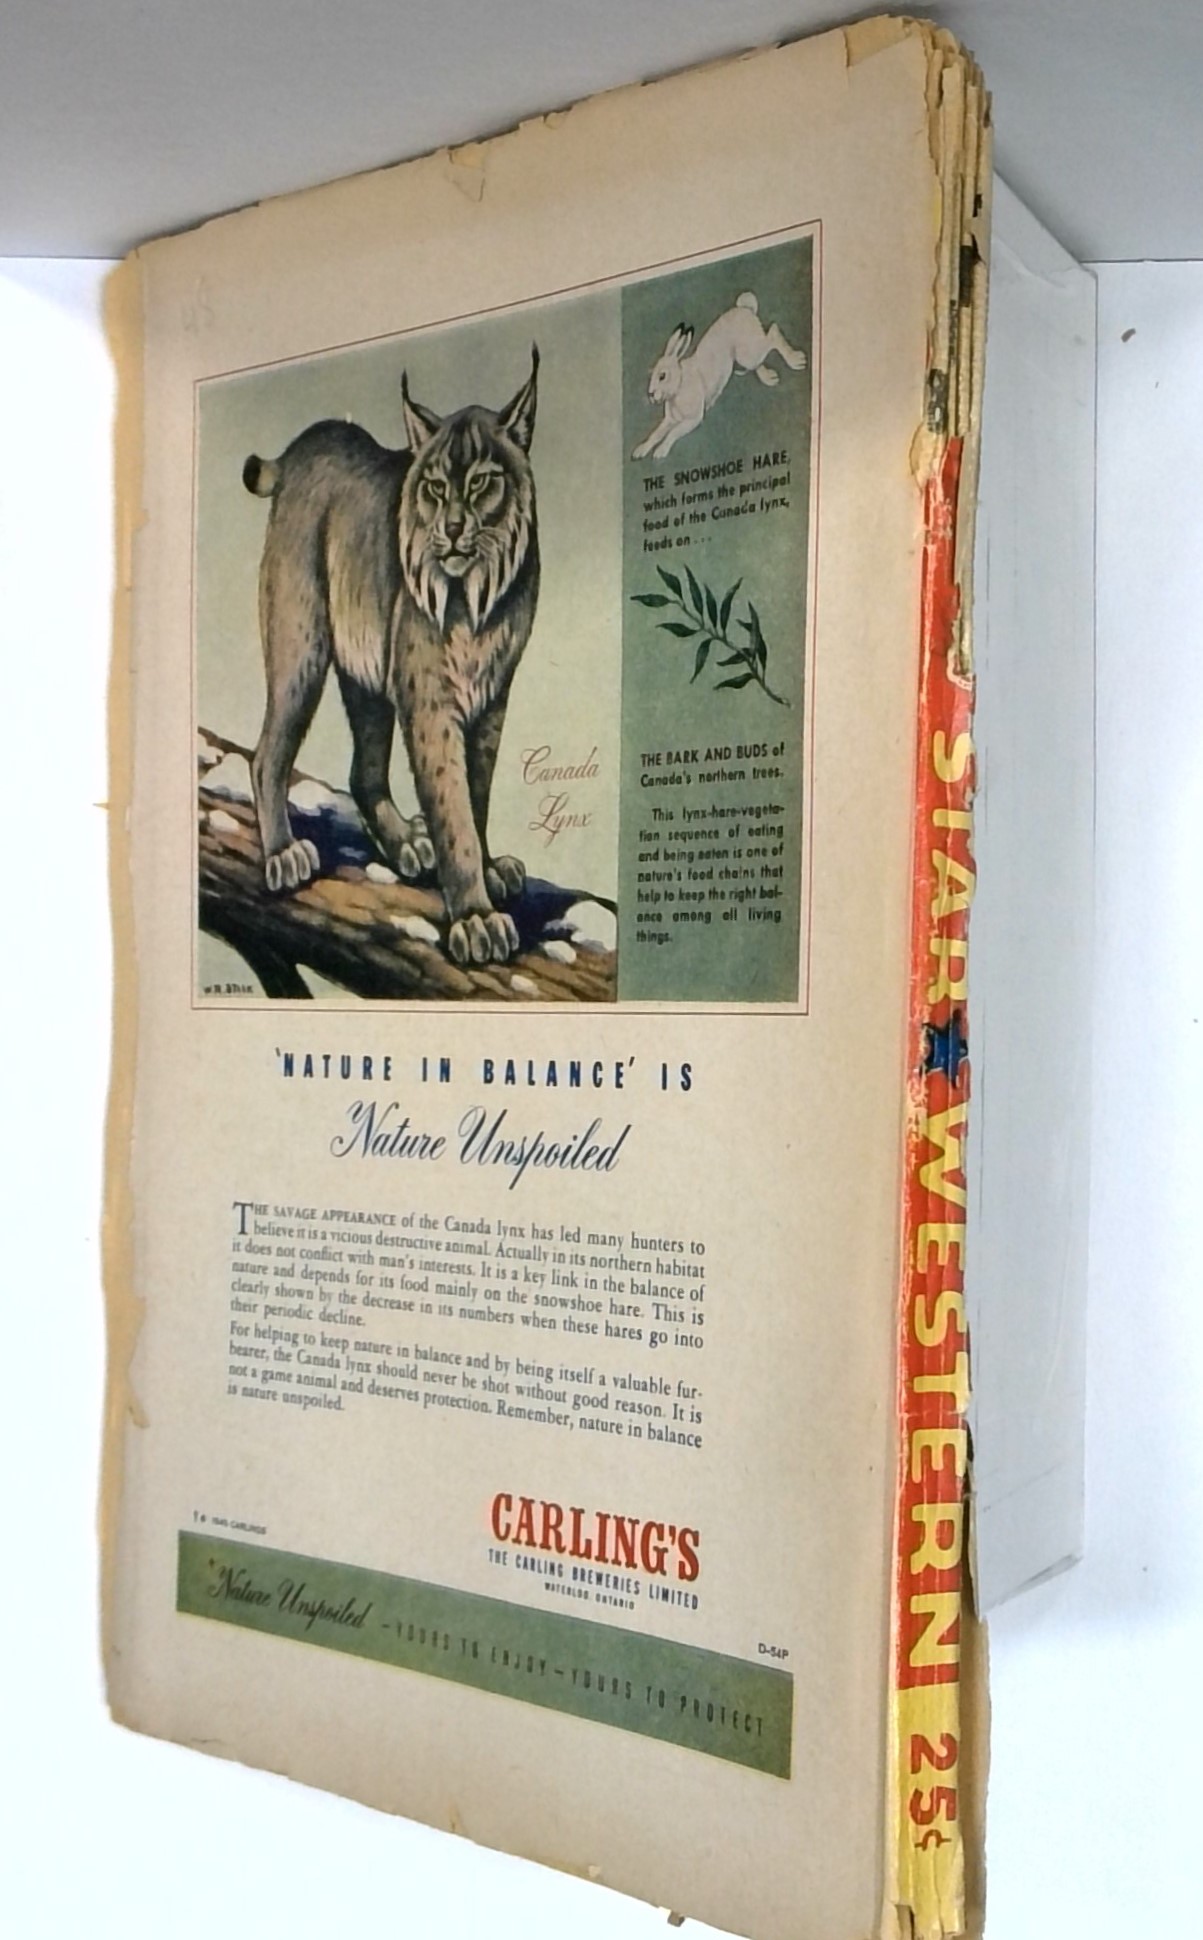 THE SNOWSHOE HARE,
which forms the principal
food of the Canada lynx,
feeds on ...
Canada
Lynx
THE BARK AND BUDS of
Canada's northern trees.
This lynx-hare-vegeta-
tion sequence of eating
and being eaten is one of
nature's food chains that
help to keep the right bal-
ance among all living
things.
'NATURE IN BALANCE' IS
Nature Unspoiled
THE SAVAGE APPEARANCE of the Canada lynx has led many hunters to
believe it is a vicious destructive animal. Actually in its northern habitat
it does not conflict with man's interests. It is a key link in the balance of
nature and depends for its food mainly on the snowshoe hare. This is
clearly shown by the decrease in its numbers when these hares go into
their periodic decline.
For helping to keep nature in balance and by being itself a valuable fur-
bearer, the Canada lynx should never be shot without good reason. It is
not a game animal and deserves protection. Remember, nature in balance
is nature unspoiled.
CARLINGS
CARLING'S
THE CARLING BREWERIES LIMITED
WATERLOO ONTARIO
D-54P
Nature Unspoiled — YOURS TO ENJOY — YOURS TO PROTECT
STAR WESTERN 25¢